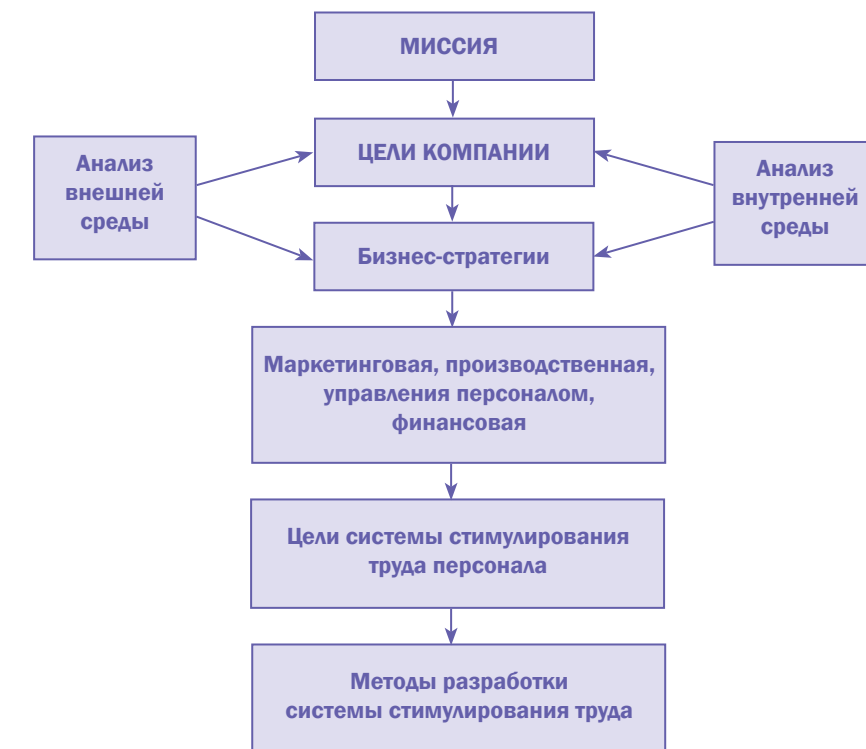 МИССИЯ
ЦЕЛИ КОМПАНИИ
Анализ
внешней
среды
Анализ
внутренней
среды
Бизнес-стратегии
Маркетинговая, производственная,
управления персоналом,
финансовая
Цели системы стимулирования
труда персонала
Методы разработки
системы стимулирования труда